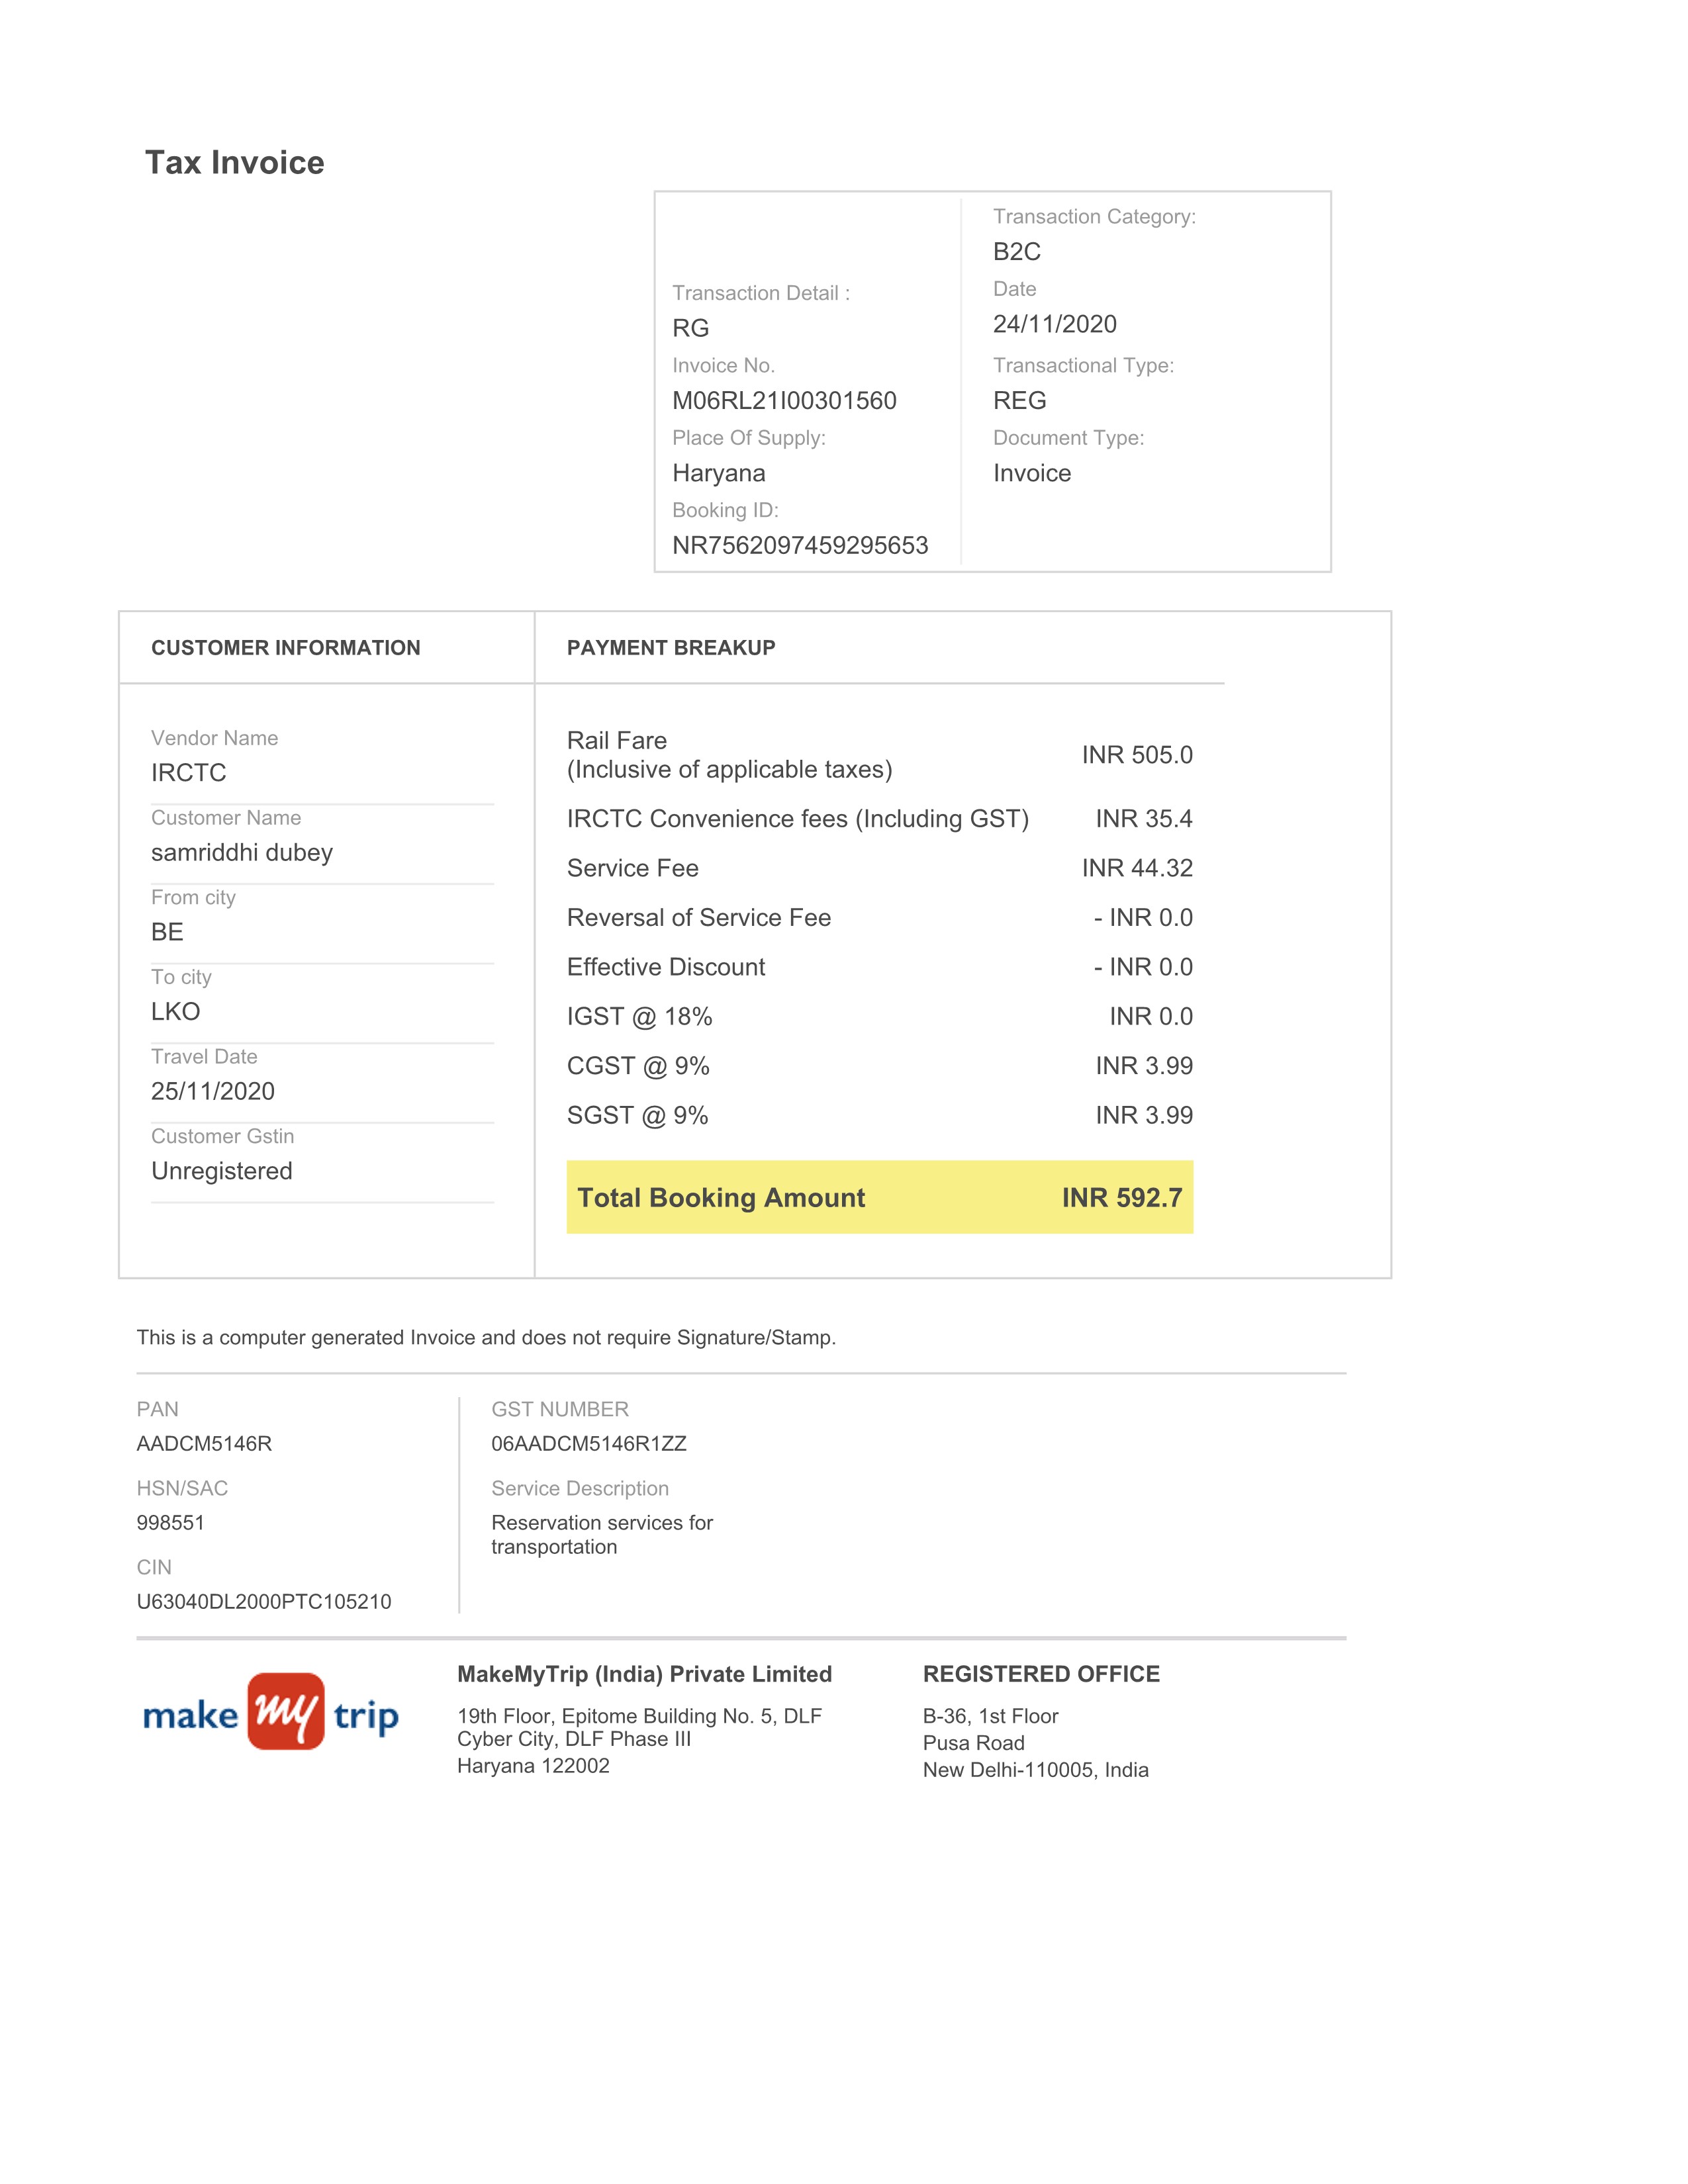 Tax Invoice
Transaction Detail :
RG
Invoice No.
M06RL21I00301560
Place Of Supply:
Haryana
Booking ID:
NR7562097459295653
Transaction Category:
B2C
Date
24/11/2020
Transactional Type:
REG
Document Type:
Invoice
CUSTOMER INFORMATION
Vendor Name
IRCTC
Customer Name
samriddhi dubey
From city
BE
To city
LKO
Travel Date
25/11/2020
Customer Gstin
Unregistered
PAYMENT BREAKUP
Rail Fare
(Inclusive of applicable taxes) INR 505.0
IRCTC Convenience fees (Including GST) INR 35.4
Service Fee INR 44.32
Reversal of Service Fee - INR 0.0
Effective Discount - INR 0.0
IGST @ 18% INR 0.0
CGST @ 9% INR 3.99
SGST @ 9% INR 3.99
Total Booking Amount INR 592.7
This is a computer generated Invoice and does not require Signature/Stamp.
PAN
AADCM5146R
HSN/SAC
998551
CIN
U63040DL2000PTC105210
GST NUMBER
06AADCM5146R1ZZ
Service Description
Reservation services for
transportation
make my trip
MakeMyTrip (India) Private Limited
19th Floor, Epitome Building No. 5, DLF
Cyber City, DLF Phase III
Haryana 122002
REGISTERED OFFICE
B-36, 1st Floor
Pusa Road
New Delhi-110005, India